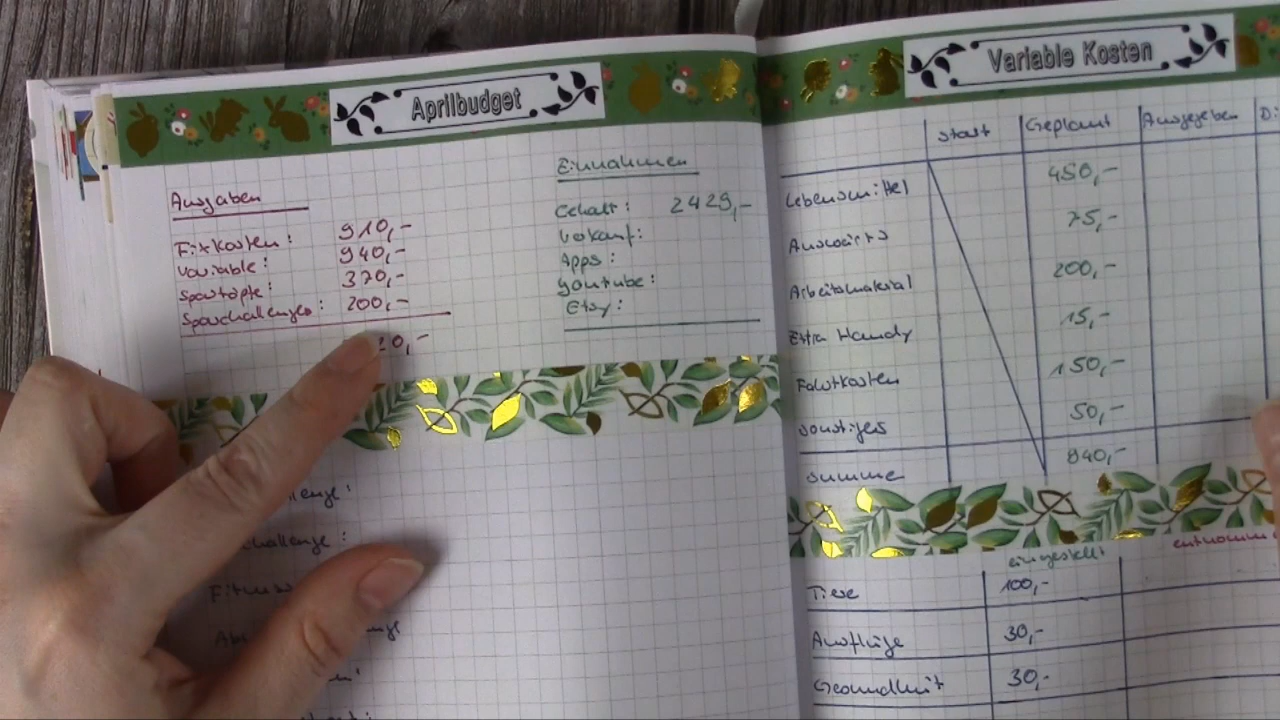 Aprilbudget
Ausgaben
Fixkosten: 910,-
Variable: 940,-
Spartöpfe: 370,-
Sparchallenges: 200,-
20,-
Einnahmen
Gehalt: 2429,-
Verkauf:
Apps:
Youtube:
Etsy:
challenge:
Variable Kosten
Start Geplant Ausgegeben
Lebensmittel 450,-
Auswärts 75,-
Arbeitsmaterial 200,-
Extra Handy 15,-
Fahrtkosten 150,-
Sonstiges 50,-
Summe 940,-
eingestellt
Tiere 100,-
Ausflüge 30,-
Gesundheit 30,-